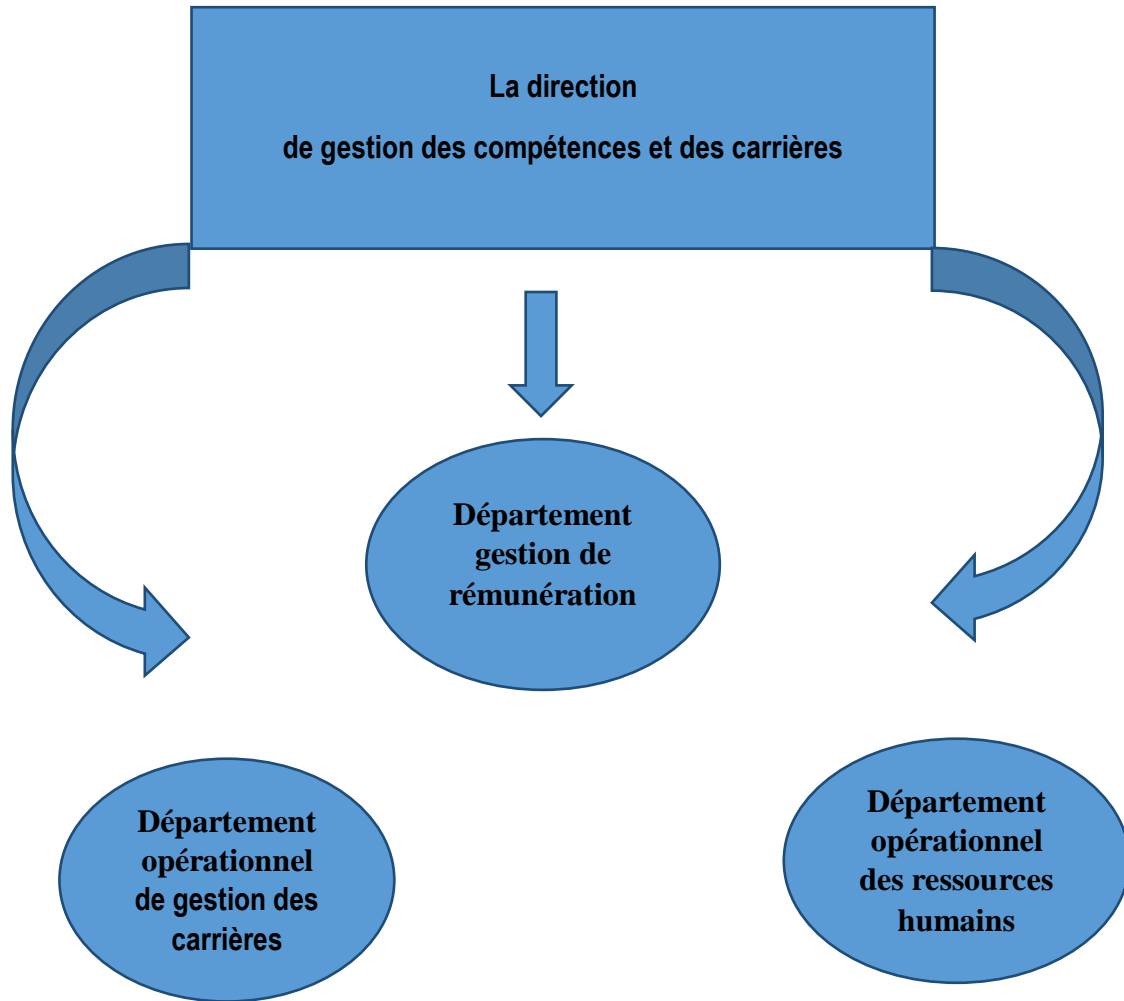 La direction
de gestion des compétences et des carrières
Département
gestion de
rémunération
Département
opérationnel
de gestion des
carrières
Département
opérationnel
des ressources
humains